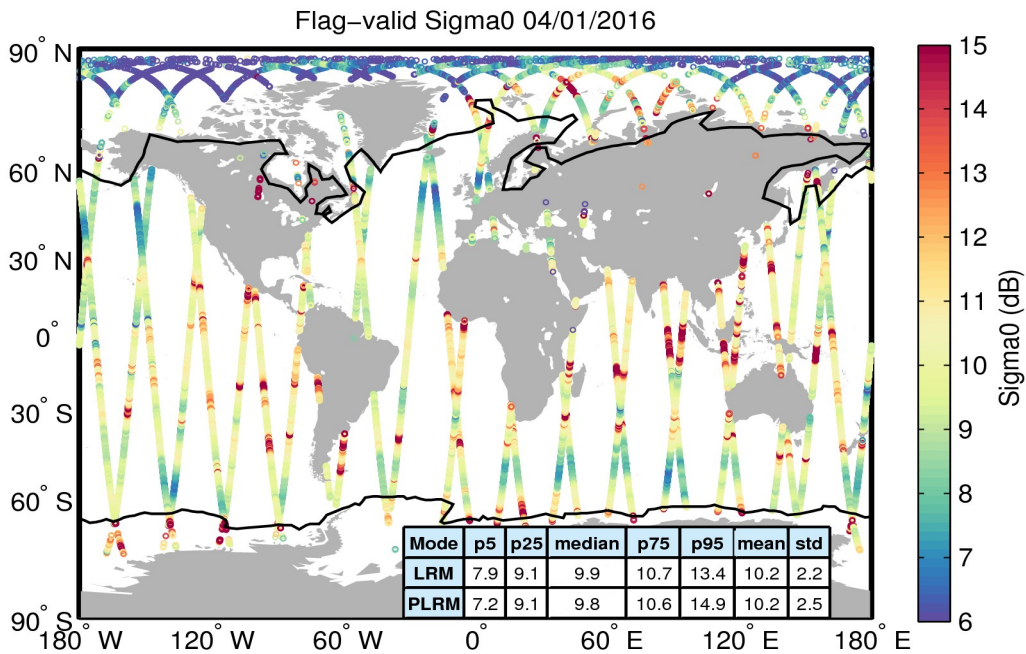 Flag−valid Sigma0 04/01/2016
90° N
60° N
30° N
0°
30° S
60° S
90° S
180° W
120° W
60° W
0°
60° E
120° E
180° E
15
14
13
12
11
10
9
8
7
6
Sigma0 (dB)
Mode p5 p25 median p75 p95 mean std
LRM 7.9 9.1 9.9 10.7 13.4 10.2 2.2
PLRM 7.2 9.1 9.8 10.6 14.9 10.2 2.5